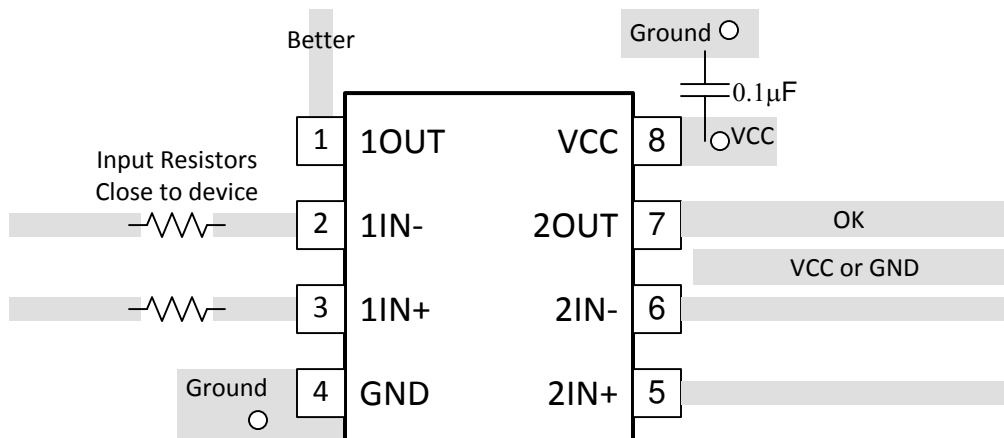 Better
Ground
0.1μF
1 1OUT VCC 8 VCC
Input Resistors
Close to device
2 1IN- 2OUT 7 OK
VCC or GND
3 1IN+ 2IN- 6
Ground
4 GND 2IN+ 5